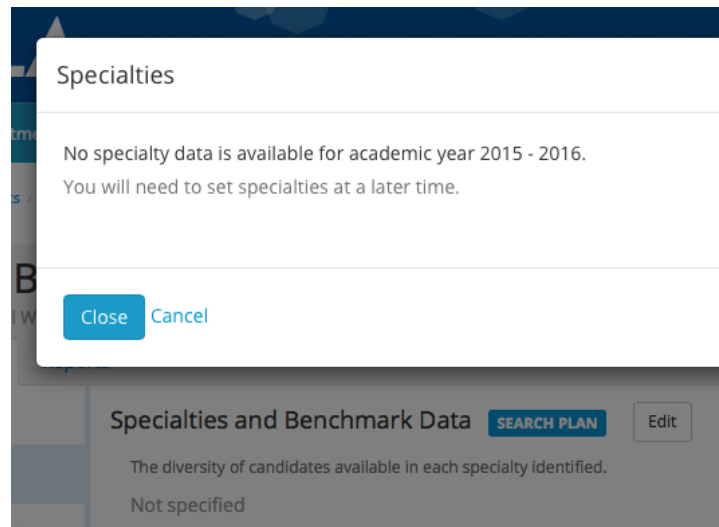 Specialties
No specialty data is available for academic year 2015 - 2016.
You will need to set specialties at a later time.
Close Cancel
Specialties and Benchmark Data SEARCH PLAN Edit
The diversity of candidates available in each specialty identified.
Not specified